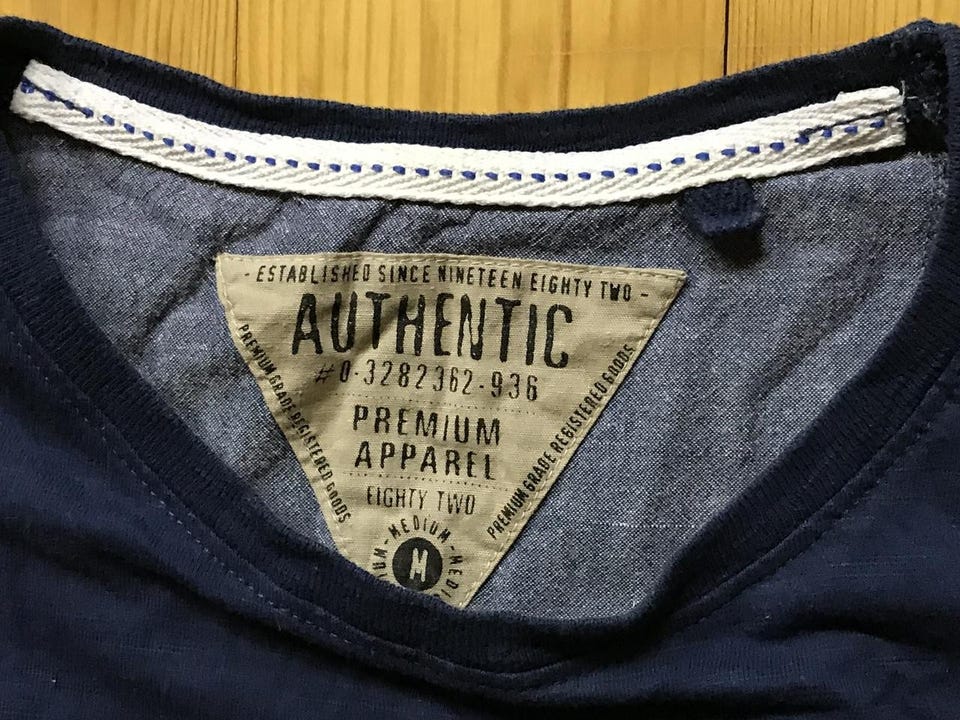 - ESTABLISHED SINCE NINETEEN EIGHTY TWO -
AUTHENTIC
#0-3282362-936
PREMIUM
APPAREL
EIGHTY TWO
PREMIUM GRADE REGISTERED GOODS
PREMIUM GRADE REGISTERED GOODS
-MEDIUM-
M